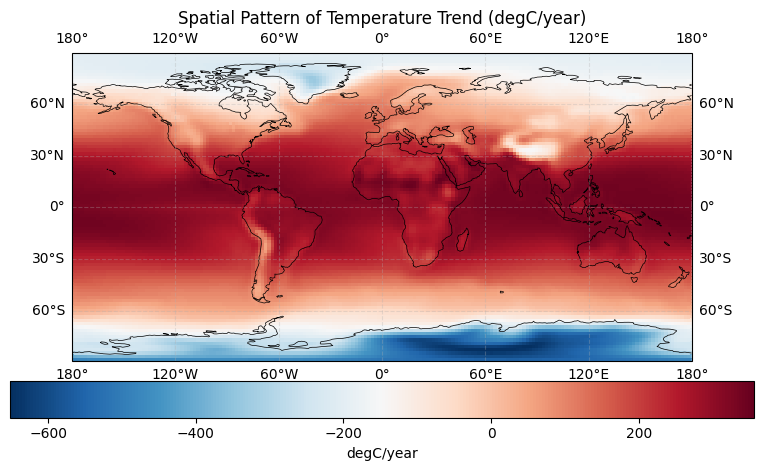 Spatial Pattern of Temperature Trend (degC/year)
180° 120°W 60°W 0° 60°E 120°E 180°
60°N 60°N
30°N 30°N
0° 0°
30°S 30°S
60°S 60°S
180° 120°W 60°W 0° 60°E 120°E 180°
−600 −400 −200 0 200
degC/year